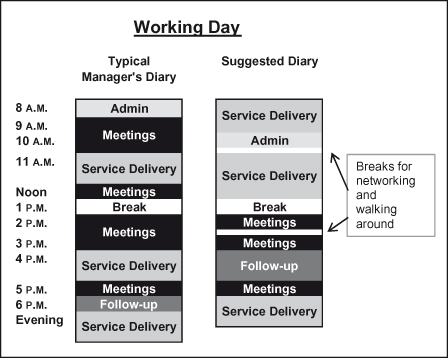 Working Day
Typical
Manager's Diary
Suggested Diary
8 A.M.
9 A.M.
10 A.M.
11 A.M.
Noon
1 P.M.
2 P.M.
3 P.M.
4 P.M.
5 P.M.
6 P.M.
Evening
Admin
Meetings
Service Delivery
Meetings
Break
Meetings
Service Delivery
Meetings
Follow-up
Service Delivery
Service Delivery
Admin
Service Delivery
Break
Meetings
Meetings
Follow-up
Meetings
Service Delivery
Breaks for
networking
and
walking
around